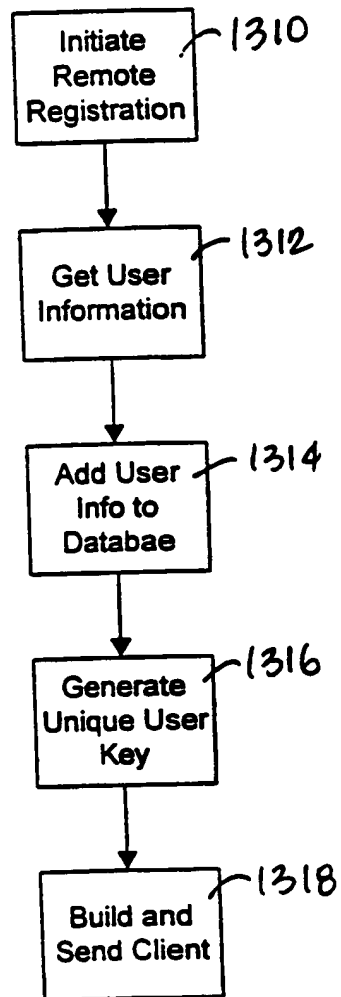 Initiate
Remote
Registration
1310
Get User
Information
1312
Add User
Info to
Databae
1314
Generate
Unique User
Key
1316
Build and
Send Client
1318